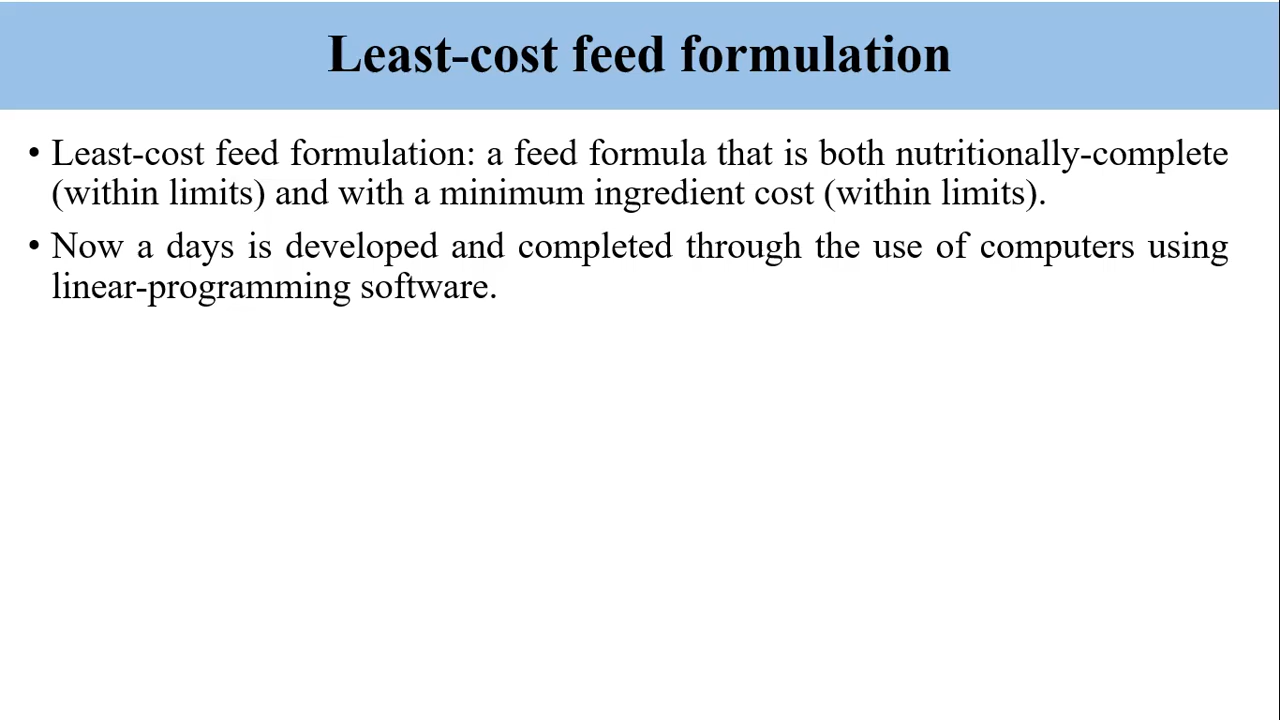 Least-cost feed formulation
• Least-cost feed formulation: a feed formula that is both nutritionally-complete
(within limits) and with a minimum ingredient cost (within limits).
• Now a days is developed and completed through the use of computers using
linear-programming software.